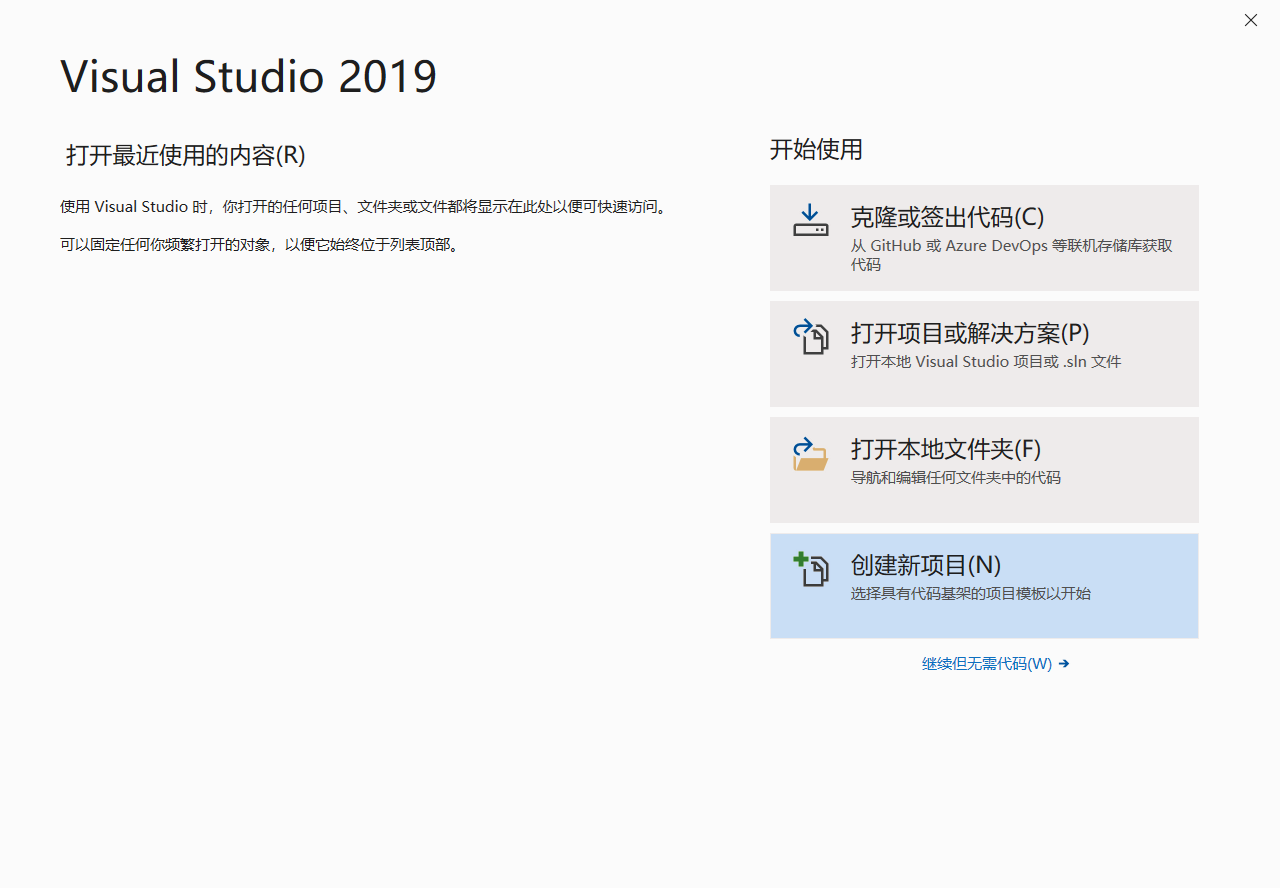 Visual Studio 2019
打开最近使用的内容(R)
使用 Visual Studio 时，你打开的任何项目、文件夹或文件都将显示在此处以便可快速访问。
可以固定任何你频繁打开的对象，以便它始终位于列表顶部。
开始使用
克隆或签出代码(C)
从 GitHub 或 Azure DevOps 等联机存储库获取
代码
打开项目或解决方案(P)
打开本地 Visual Studio 项目或 .sln 文件
打开本地文件夹(F)
导航和编辑任何文件夹中的代码
创建新项目(N)
选择具有代码基架的项目模板以开始
继续但无需代码(W) →